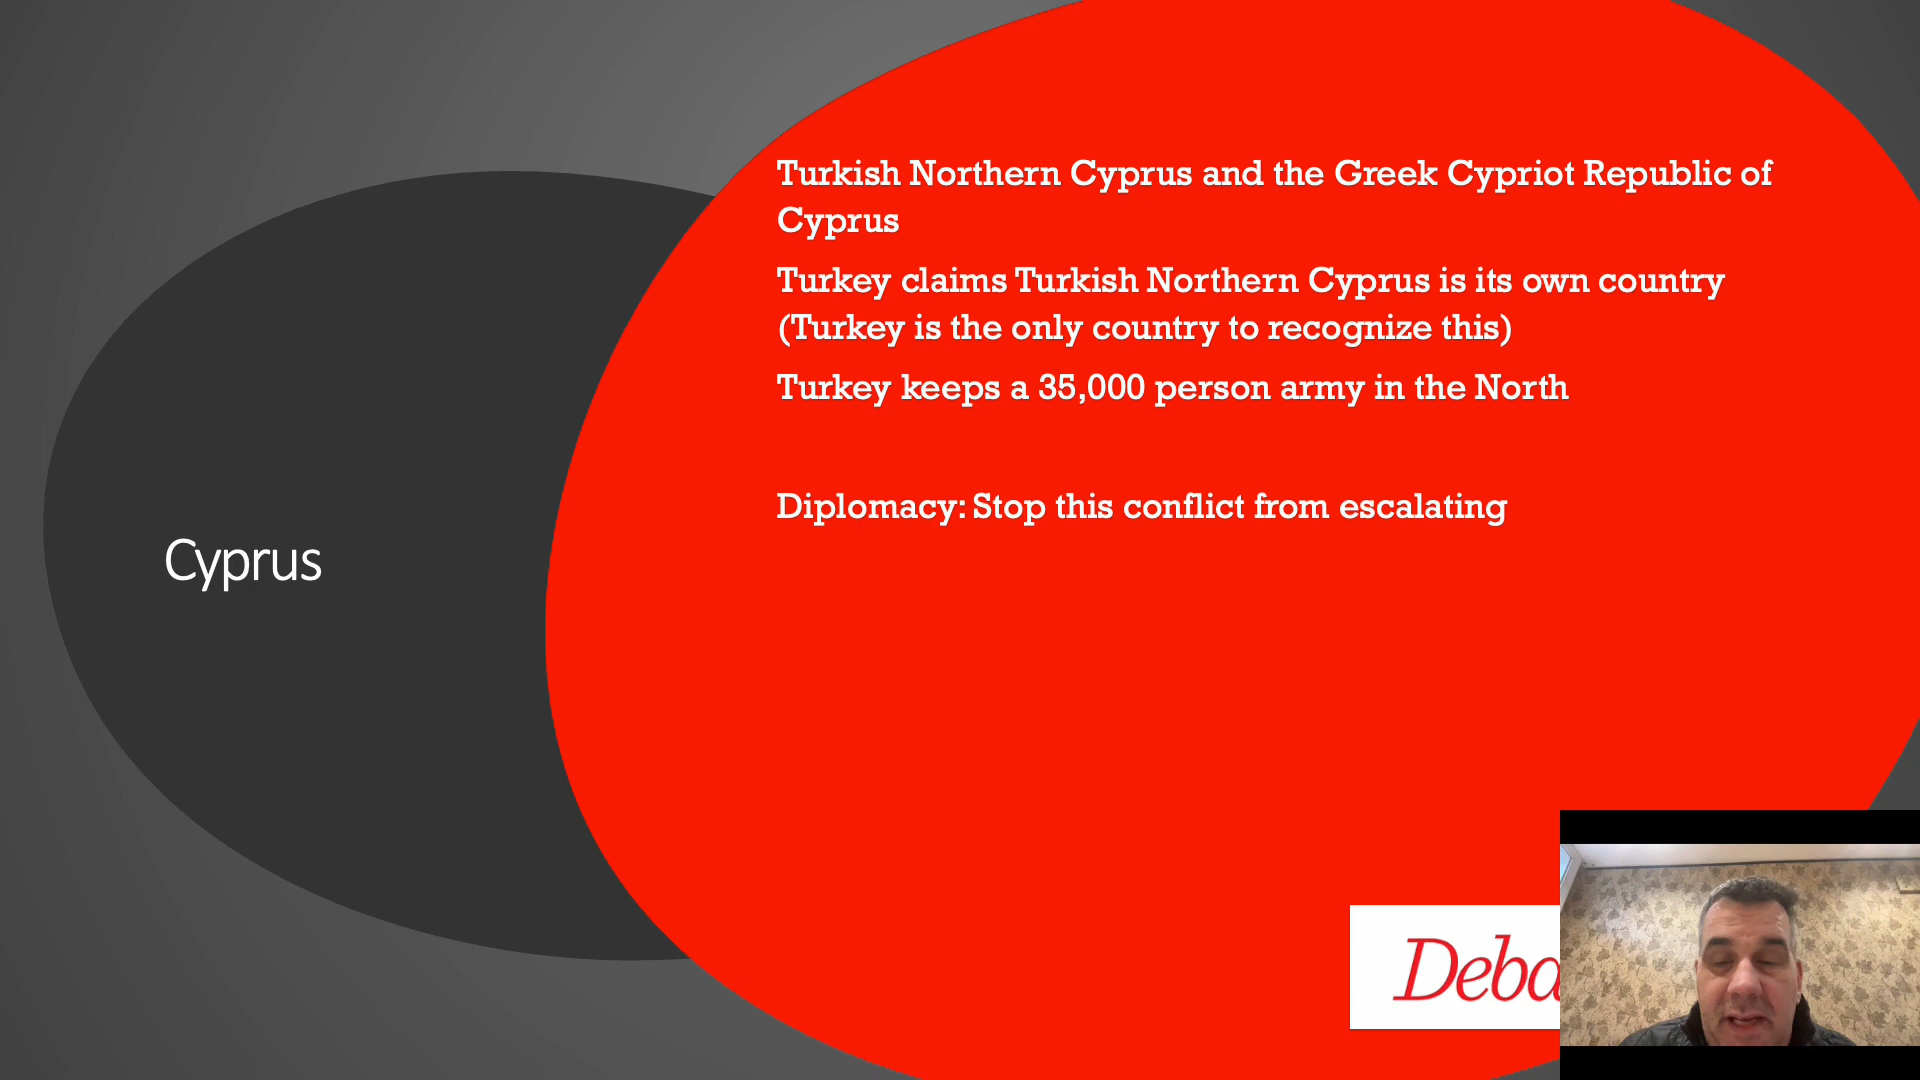 Cyprus
Turkish Northern Cyprus and the Greek Cypriot Republic of
Cyprus
Turkey claims Turkish Northern Cyprus is its own country
(Turkey is the only country to recognize this)
Turkey keeps a 35,000 person army in the North
Diplomacy: Stop this conflict from escalating